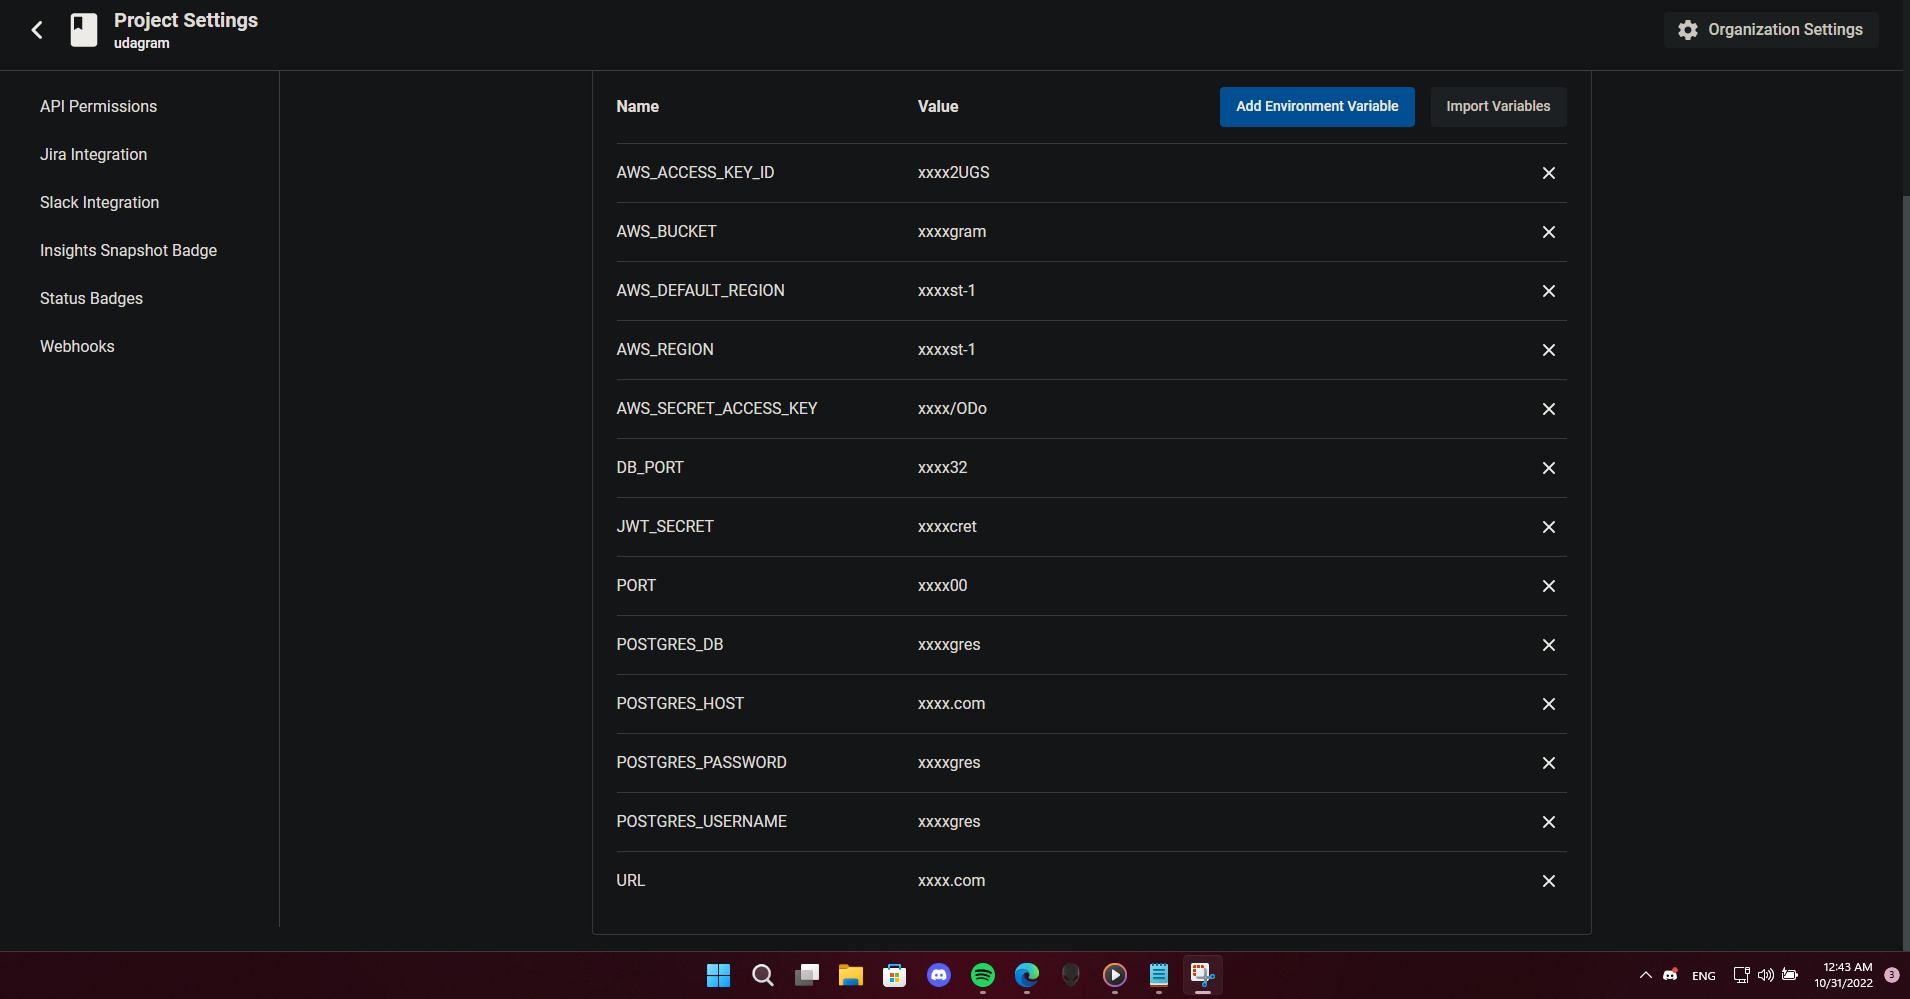 Project Settings
udagram
Organization Settings
API Permissions
Jira Integration
Slack Integration
Insights Snapshot Badge
Status Badges
Webhooks
Name Value Add Environment Variable Import Variables
AWS_ACCESS_KEY_ID xxxx2UGS
AWS_BUCKET xxxxgram
AWS_DEFAULT_REGION xxxxst-1
AWS_REGION xxxxst-1
AWS_SECRET_ACCESS_KEY xxxx/ODo
DB_PORT xxxx32
JWT_SECRET xxxxcret
PORT xxxx00
POSTGRES_DB xxxxgres
POSTGRES_HOST xxxx.com
POSTGRES_PASSWORD xxxxgres
POSTGRES_USERNAME xxxxgres
URL xxxx.com
ENG
12:43 AM
10/31/2022
3